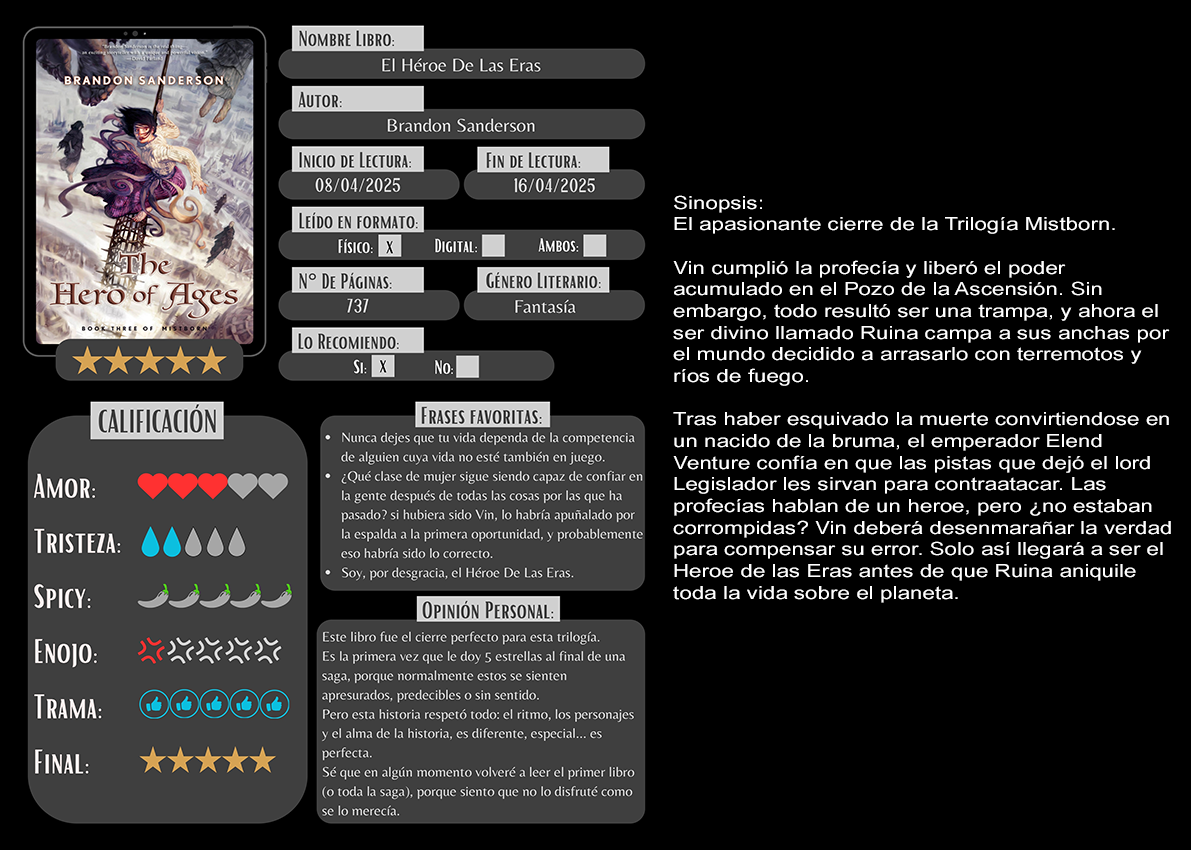 "Brandon Sanderson is the real thing—
an exciting storyteller with a unique and powerful vision."
—David Farland
BRANDON SANDERSON
The
Hero of Ages
BOOK THREE OF MISTBORN
NOMBRE LIBRO:
El Héroe De Las Eras
AUTOR:
Brandon Sanderson
INICIO DE LECTURA:
08/04/2025
FIN DE LECTURA:
16/04/2025
LEÍDO EN FORMATO:
FÍSICO: X DIGITAL: AMBOS:
N° DE PÁGINAS:
737
GÉNERO LITERARIO:
Fantasía
LO RECOMIENDO:
SI: X NO:
CALIFICACIÓN
AMOR:
TRISTEZA:
SPICY:
ENOJO:
TRAMA:
FINAL:
FRASES FAVORITAS:
• Nunca dejes que tu vida dependa de la competencia
de alguien cuya vida no esté también en juego.
• ¿Qué clase de mujer sigue siendo capaz de confiar en
la gente después de todas las cosas por las que ha
pasado? si hubiera sido Vin, lo habría apuñalado por
la espalda a la primera oportunidad, y probablemente
eso habría sido lo correcto.
• Soy, por desgracia, el Héroe De Las Eras.
OPINIÓN PERSONAL:
Este libro fue el cierre perfecto para esta trilogía.
Es la primera vez que le doy 5 estrellas al final de una
saga, porque normalmente estos se sienten
apresurados, predecibles o sin sentido.
Pero esta historia respetó todo: el ritmo, los personajes
y el alma de la historia, es diferente, especial... es
perfecta.
Sé que en algún momento volveré a leer el primer libro
(o toda la saga), porque siento que no lo disfruté como
se lo merecía.
Sinopsis:
El apasionante cierre de la Trilogía Mistborn.
Vin cumplió la profecía y liberó el poder
acumulado en el Pozo de la Ascensión. Sin
embargo, todo resultó ser una trampa, y ahora el
ser divino llamado Ruina campa a sus anchas por
el mundo decidido a arrasarlo con terremotos y
ríos de fuego.
Tras haber esquivado la muerte convirtiendose en
un nacido de la bruma, el emperador Elend
Venture confía en que las pistas que dejó el lord
Legislador les sirvan para contraatacar. Las
profecías hablan de un heroe, pero ¿no estaban
corrompidas? Vin deberá desenmarañar la verdad
para compensar su error. Solo así llegará a ser el
Heroe de las Eras antes de que Ruina aniquile
toda la vida sobre el planeta.